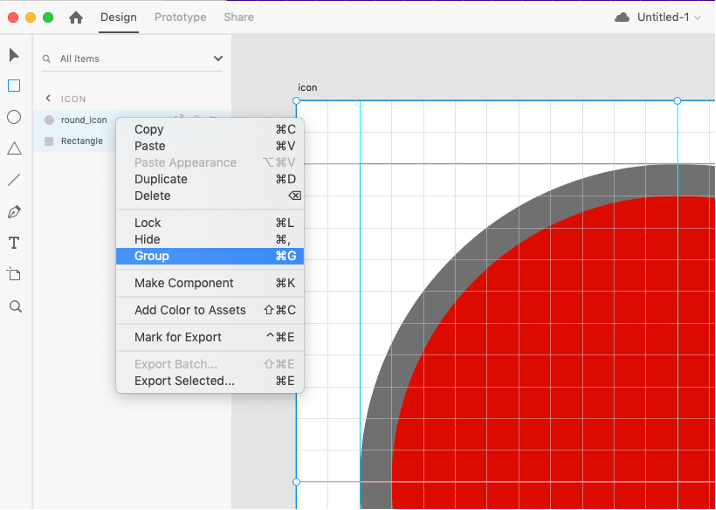 Design Prototype Share Untitled-1
All Items
icon
ICON
round_icon
Rectangle
Copy ⌘C
Paste ⌘V
Paste Appearance ⌥⌘V
Duplicate ⌘D
Delete ⌫
Lock ⌘L
Hide ⌘,
Group ⌘G
Make Component ⌘K
Add Color to Assets ⇧⌘C
Mark for Export ^⌘E
Export Batch... ⇧⌘E
Export Selected... ⌘E
T